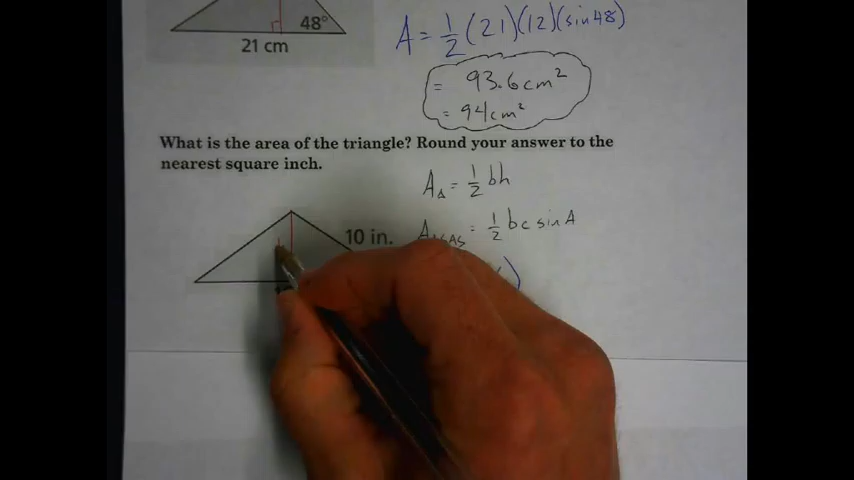 48°
21 cm
A = 1/2 (21)(12)(sin48)
= 93.6cm²
= 94cm²
What is the area of the triangle? Round your answer to the
nearest square inch.
A△ = 1/2 bh
10 in.
= 1/2 bc sin A
)